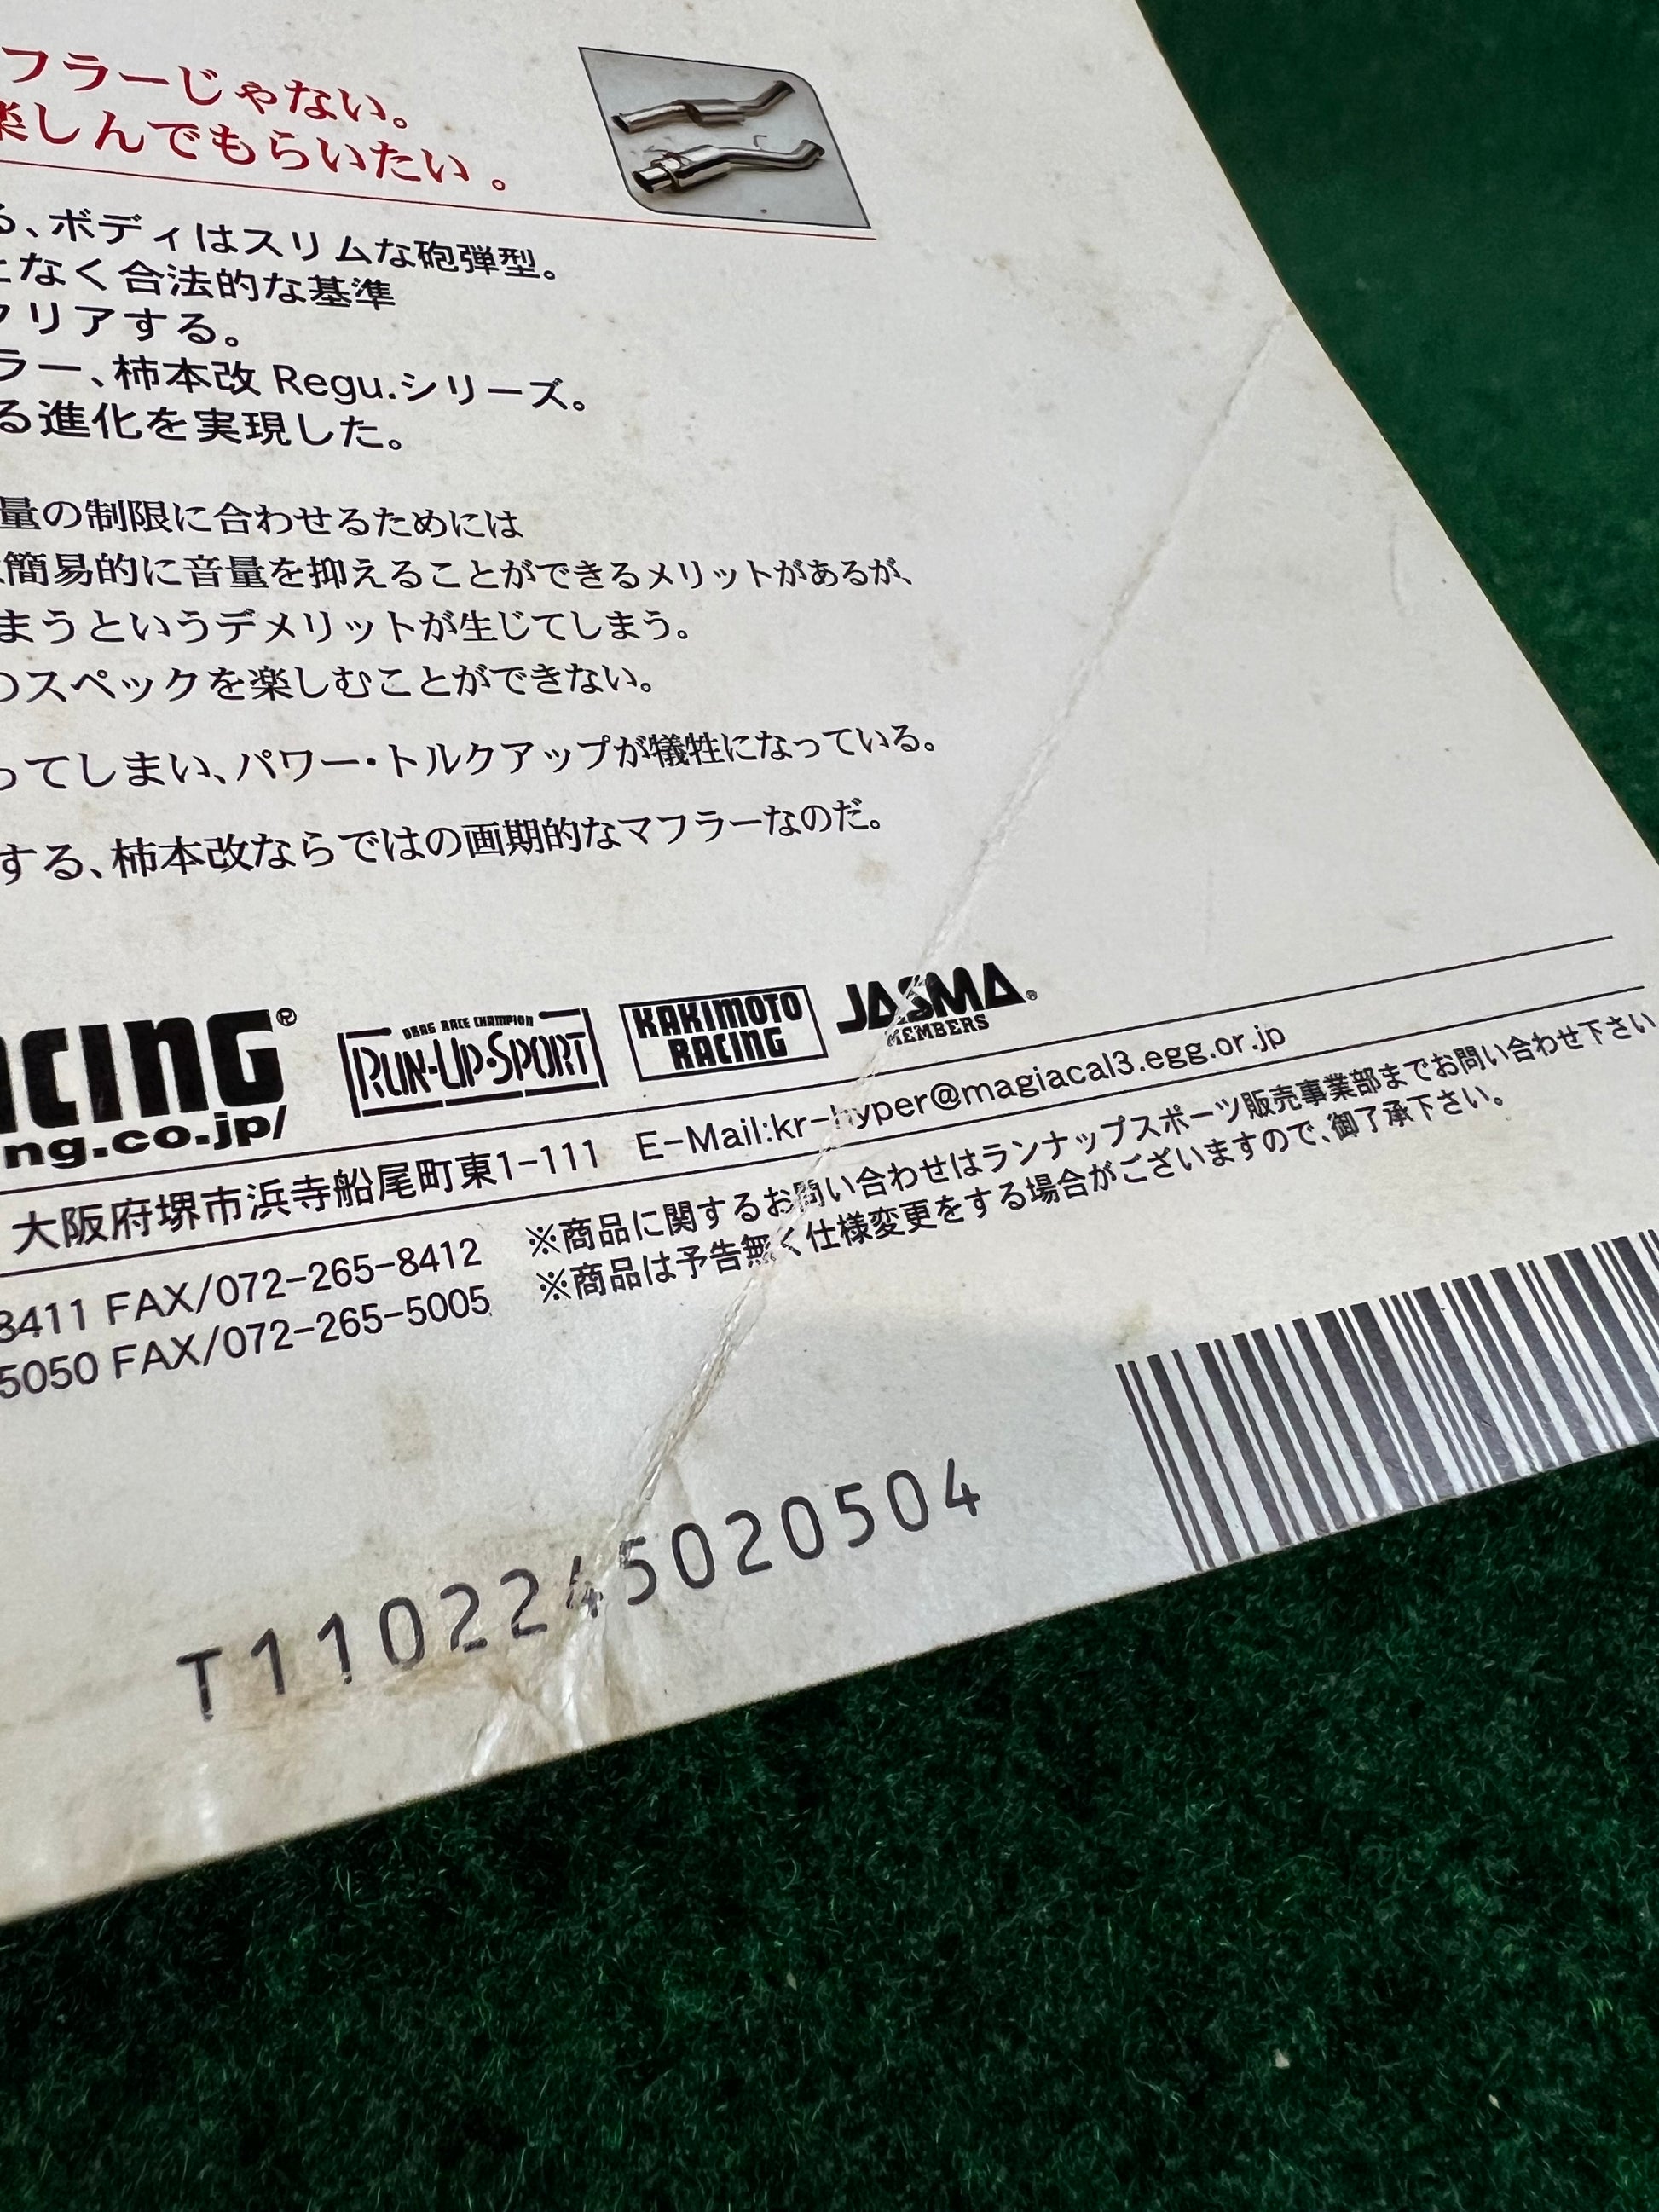 フラーじゃない。
楽しんでもらいたい。
る、ボディはスリムな砲弾型。
となく合法的な基準
クリアする。
ラー、柿本改 Regu.シリーズ。
る進化を実現した。
量の制限に合わせるためには
簡易的に音量を抑えることができるメリットがあるが、
まうというデメリットが生じてしまう。
のスペックを楽しむことができない。
ってしまい、パワー・トルクアップが犠牲になっている。
する、柿本改ならではの画期的なマフラーなのだ。
CING®
ng.co.jp/
DRAG RACE CHAMPION
RUN-UP・SPORT
KAKIMOTO
RACING
JASMA®
MEMBERS
大阪府堺市浜寺船尾町東1-111 E-Mail:kr-hyper@magiacal3.egg.or.jp
8411 FAX/072-265-8412
5050 FAX/072-265-5005
※商品に関するお問い合わせはランナップスポーツ販売事業部までお問い合わせ下さい
※商品は予告無く仕様変更をする場合がございますので、御了承下さい。
T1102245020504